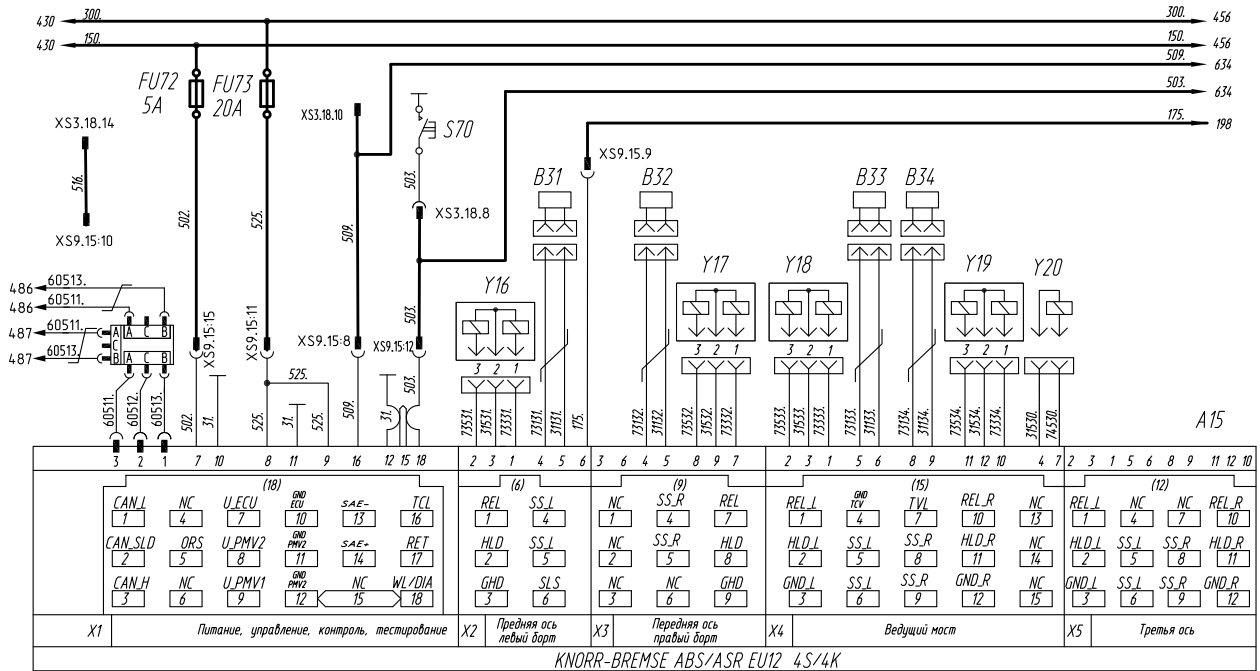 430 300. 300. 456
430 150. 150. 456
509. 634
503. 634
175. 198
FU72 5A
FU73 20A
XS3.18.10
S70
XS3.18.14
516.
XS9.15:10
502.
525.
509.
503.
XS3.18.8
XS9.15.9
B31
B32
B33
B34
486 60513.
486 60511.
487 60511.
487 60513.
A C B
A C B
A C B
XS9.15:15
XS9.15:11
XS9.15:8
XS9.15:12
503.
Y16
Y17
Y18
Y19
Y20
3 2 1
3 2 1
3 2 1
3 2 1
60511. 60512. 60513. 502. 31. 525. 31. 525. 525. 509. 31. 503.
73531. 31531. 73331. 73131. 31131. 175.
73132. 31132. 73532. 31532. 73332.
73533. 31533. 73333. 73133. 31133. 73134. 31134. 73534. 31534. 73334. 31530. 74530.
A15
3 2 1 7 10 8 11 9 16 12 15 18
2 3 1 4 5 6
3 6 4 5 8 9 7
2 3 1 5 6 8 9 11 12 10 4 7
2 3 1 5 6 8 9 11 12 10
(18)
CAN_L NC U_ECU GND ECU SAE- TCL
1 4 7 10 13 16
CAN_SLD ORS U_PMV2 GND PMV2 SAE+ RET
2 5 8 11 14 17
CAN_H NC U_PMV1 GND PMV2 NC WL/DIA
3 6 9 12 15 18
(6)
REL SS_L
1 4
HLD SS_L
2 5
GHD SLS
3 6
(9)
NC SS_R REL
1 4 7
NC SS_R HLD
2 5 8
NC NC GHD
3 6 9
(15)
REL_L GND TCV TVL REL_R NC
1 4 7 10 13
HLD_L SS_L SS_R HLD_R NC
2 5 8 11 14
GND_L SS_L SS_R GND_R NC
3 6 9 12 15
(12)
REL_L NC NC REL_R
1 4 7 10
HLD_L SS_L SS_R HLD_R
2 5 8 11
GND_L SS_L SS_R GND_R
3 6 9 12
X1 Питание, управление, контроль, тестирование
X2 Предняя ось левый борт
X3 Передняя ось правый борт
X4 Ведущий мост
X5 Третья ось
KNORR-BREMSE ABS/ASR EU12 4S/4K